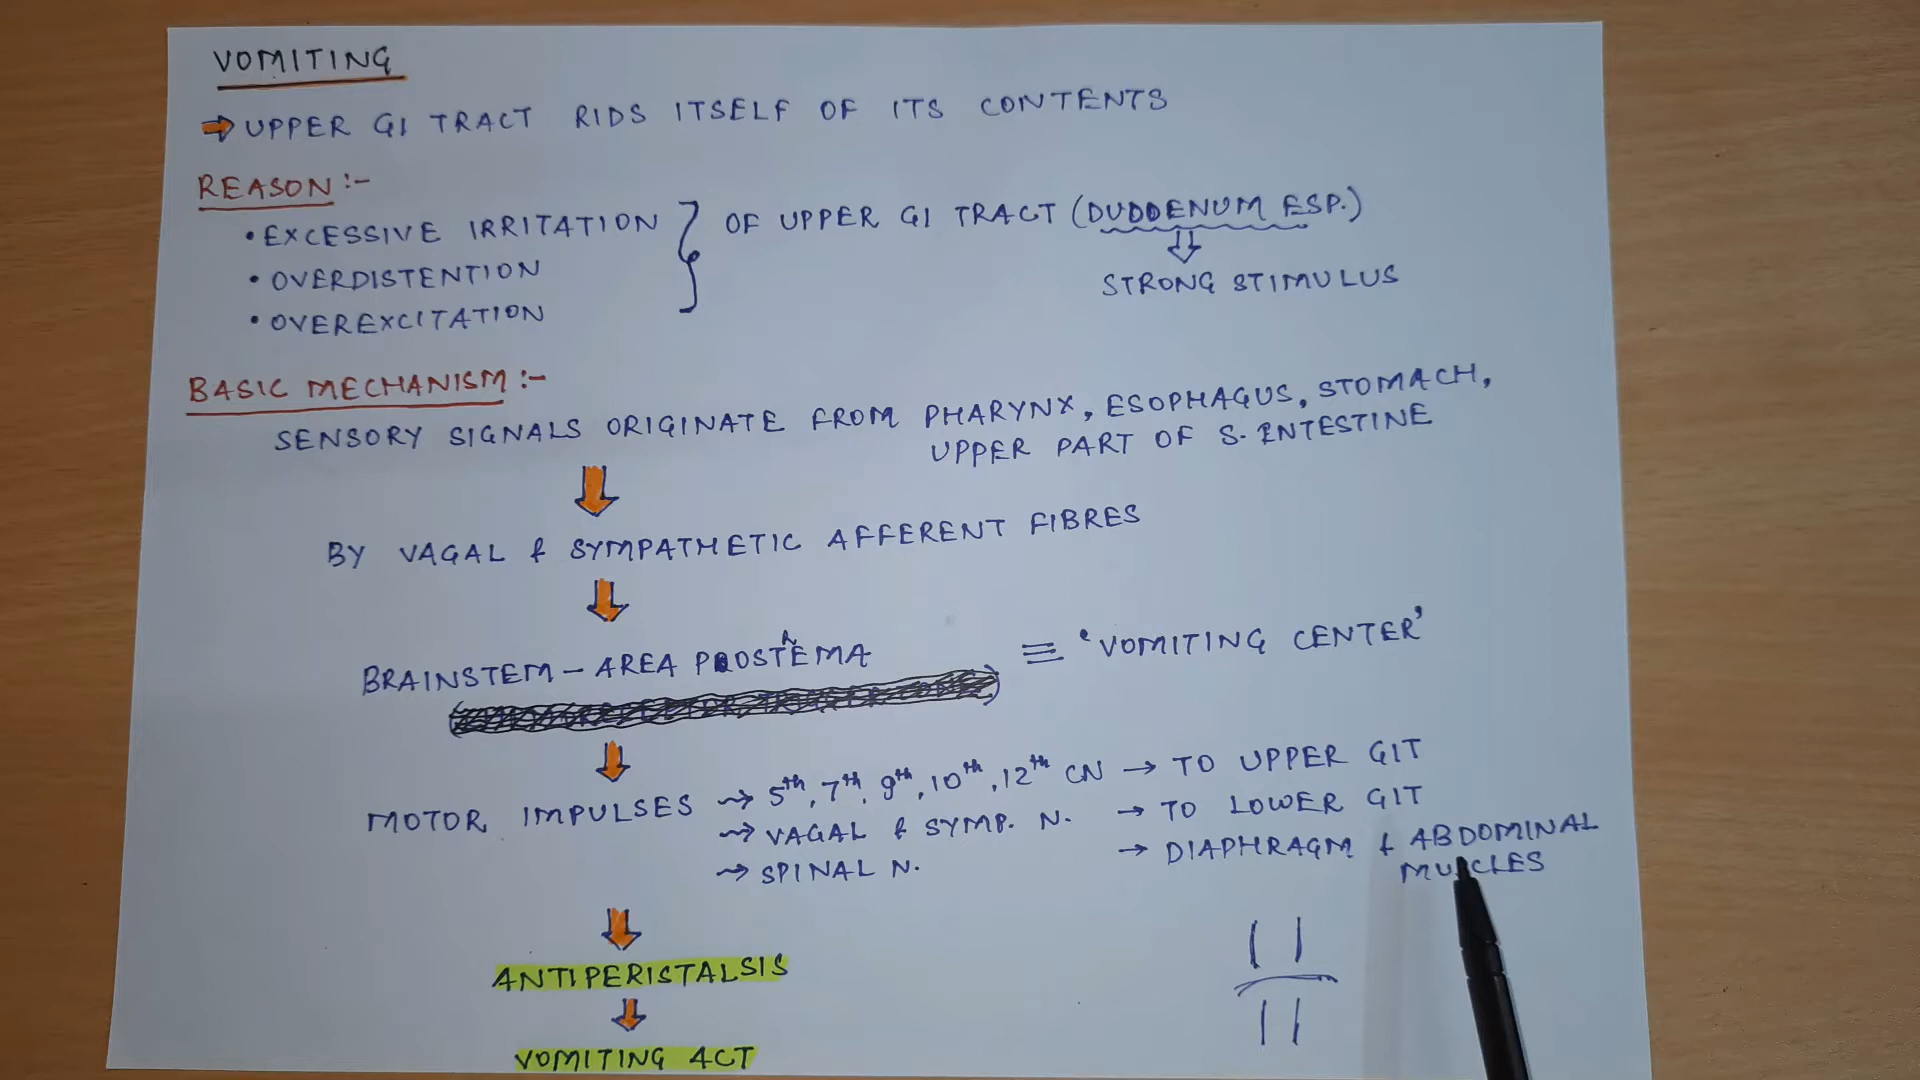 VOMITING
⇒ UPPER GI TRACT RIDS ITSELF OF ITS CONTENTS
REASON :-
• EXCESSIVE IRRITATION } OF UPPER GI TRACT (DUODENUM ESP.)
• OVERDISTENTION
⇓
STRONG STIMULUS
• OVEREXCITATION
BASIC MECHANISM :-
SENSORY SIGNALS ORIGINATE FROM PHARYNX, ESOPHAGUS, STOMACH,
UPPER PART OF S. INTESTINE
BY VAGAL & SYMPATHETIC AFFERENT FIBRES
BRAINSTEM - AREA POSTREMA ≡ 'VOMITING CENTER'
MOTOR IMPULSES → 5th, 7th, 9th, 10th, 12th CN → TO UPPER GIT
→ VAGAL & SYMP. N. → TO LOWER GIT
→ SPINAL N. → DIAPHRAGM & ABDOMINAL
MUSCLES
ANTIPERISTALSIS
VOMITING ACT